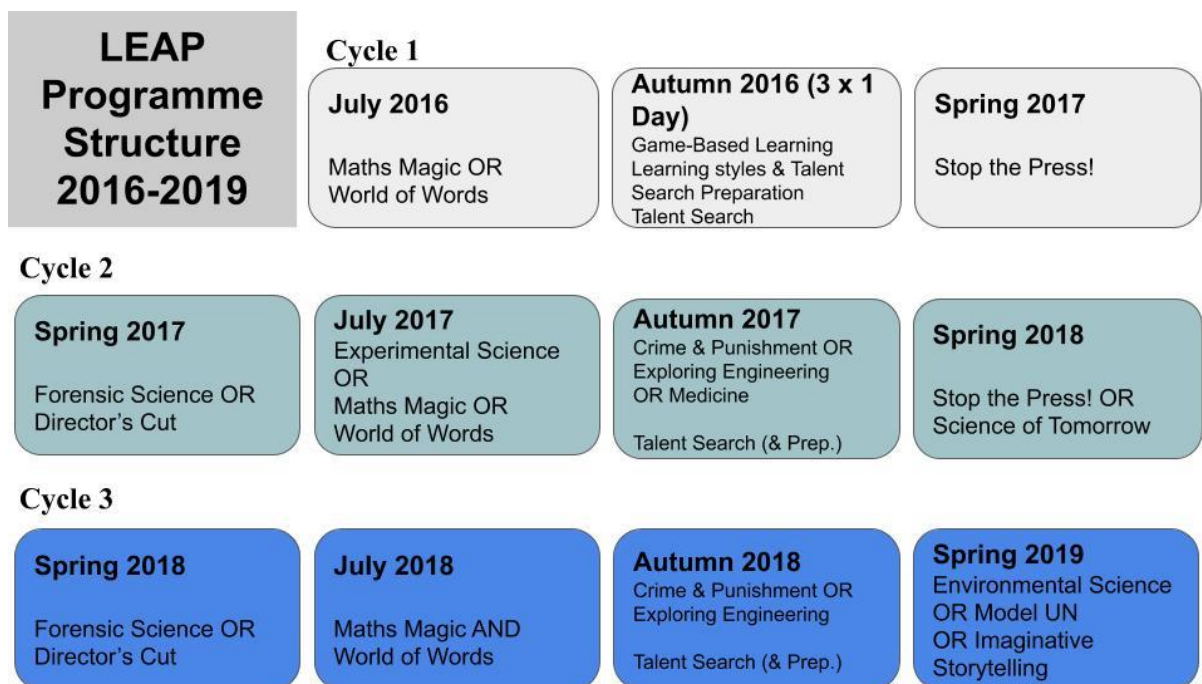 LEAP
Programme
Structure
2016-2019
Cycle 1
July 2016
Maths Magic OR
World of Words
Autumn 2016 (3 x 1
Day)
Game-Based Learning
Learning styles & Talent
Search Preparation
Talent Search
Spring 2017
Stop the Press!
Cycle 2
Spring 2017
Forensic Science OR
Director’s Cut
July 2017
Experimental Science
OR
Maths Magic OR
World of Words
Autumn 2017
Crime & Punishment OR
Exploring Engineering
OR Medicine
Talent Search (& Prep.)
Spring 2018
Stop the Press! OR
Science of Tomorrow
Cycle 3
Spring 2018
Forensic Science OR
Director’s Cut
July 2018
Maths Magic AND
World of Words
Autumn 2018
Crime & Punishment OR
Exploring Engineering
Talent Search (& Prep.)
Spring 2019
Environmental Science
OR Model UN
OR Imaginative
Storytelling